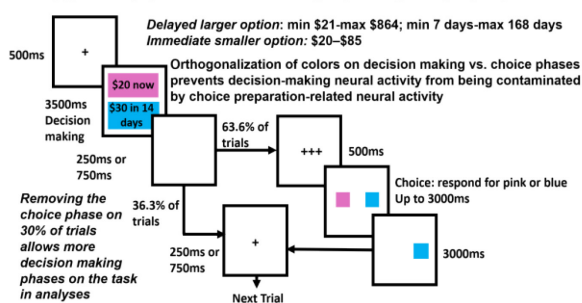 Delayed larger option: min $21-max $864; min 7 days-max 168 days
Immediate smaller option: $20–$85
500ms
+
Orthogonalization of colors on decision making vs. choice phases
prevents decision-making neural activity from being contaminated
by choice preparation-related neural activity
$20 now
$30 in 14
days
3500ms
Decision
making
63.6% of
trials
+++
500ms
250ms or
750ms
Choice: respond for pink or blue
Up to 3000ms
Removing the
choice phase on
30% of trials
allows more
decision making
phases on the task
in analyses
36.3% of
trials
250ms or
750ms
+
3000ms
Next Trial